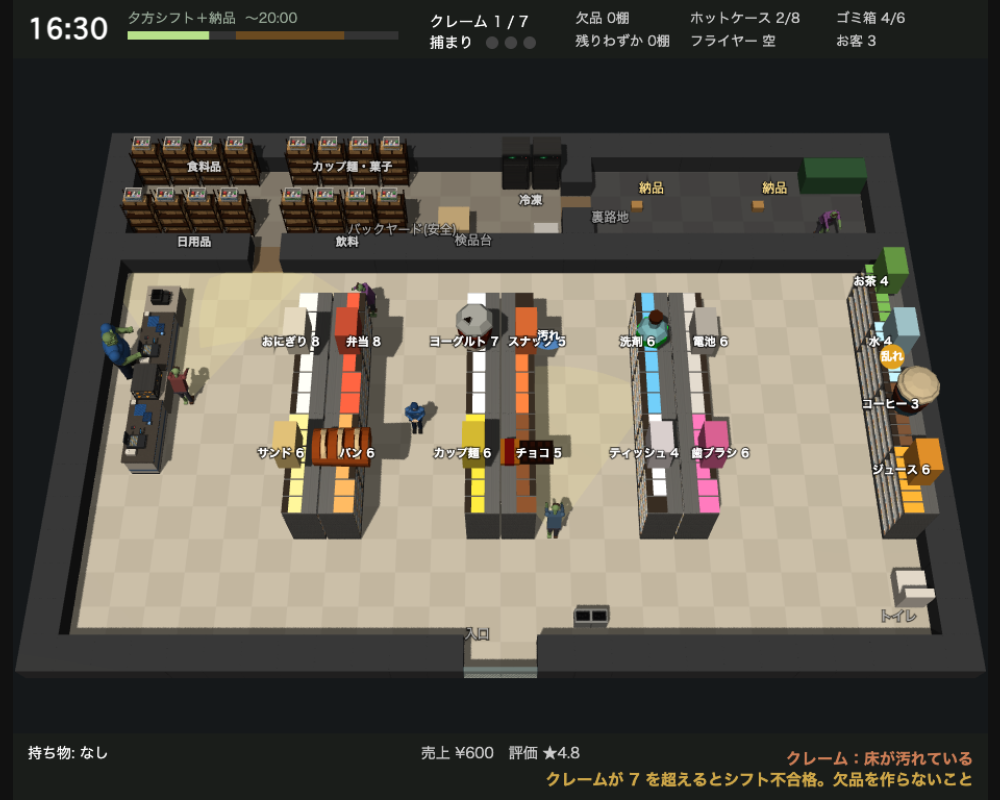 16:30
夕方シフト＋納品 ～20:00
クレーム 1 / 7
捕まり
欠品 0棚
残りわずか 0棚
ホットケース 2/8
フライヤー 空
ゴミ箱 4/6
お客 3
食料品
カップ麺・菓子
冷凍
納品
納品
裏路地
バックヤード(安全)
検品台
日用品
飲料
お茶 4
おにぎり 8
弁当 8
ヨーグルト 7
スナック 5
汚れ
洗剤 6
電池 6
水 4
乱れ
コーヒー 3
サンド 6
パン 6
カップ麺 6
チョコ 5
ティッシュ 4
歯ブラシ 6
ジュース 6
トイレ
入口
持ち物: なし
売上 ¥600 評価 ★4.8
クレーム：床が汚れている
クレームが 7 を超えるとシフト不合格。欠品を作らないこと